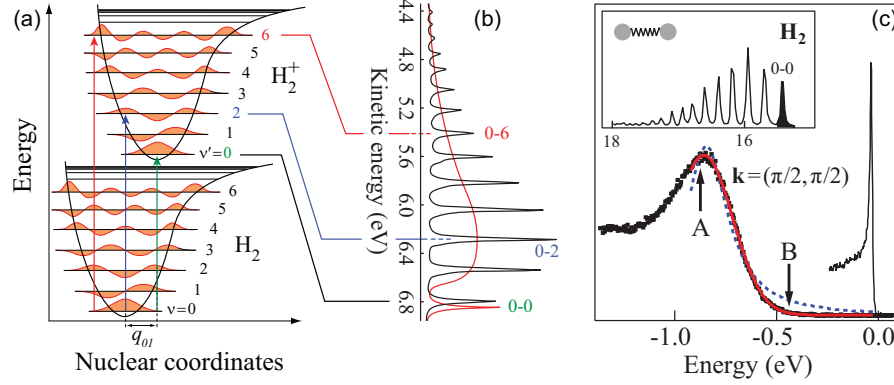 (a)
Energy
6
5
4
3
2
1
ν'=0
H₂⁺
6
5
4
3
2
1
ν=0
H₂
q₀₁
Nuclear coordinates
(b)
Kinetic energy (eV)
4.4
4.8
5.2
5.6
6.0
6.4
6.8
0-6
0-2
0-0
(c)
H₂
0-0
18
16
k=(π/2,π/2)
A
B
-1.0
-0.5
0.0
Energy (eV)